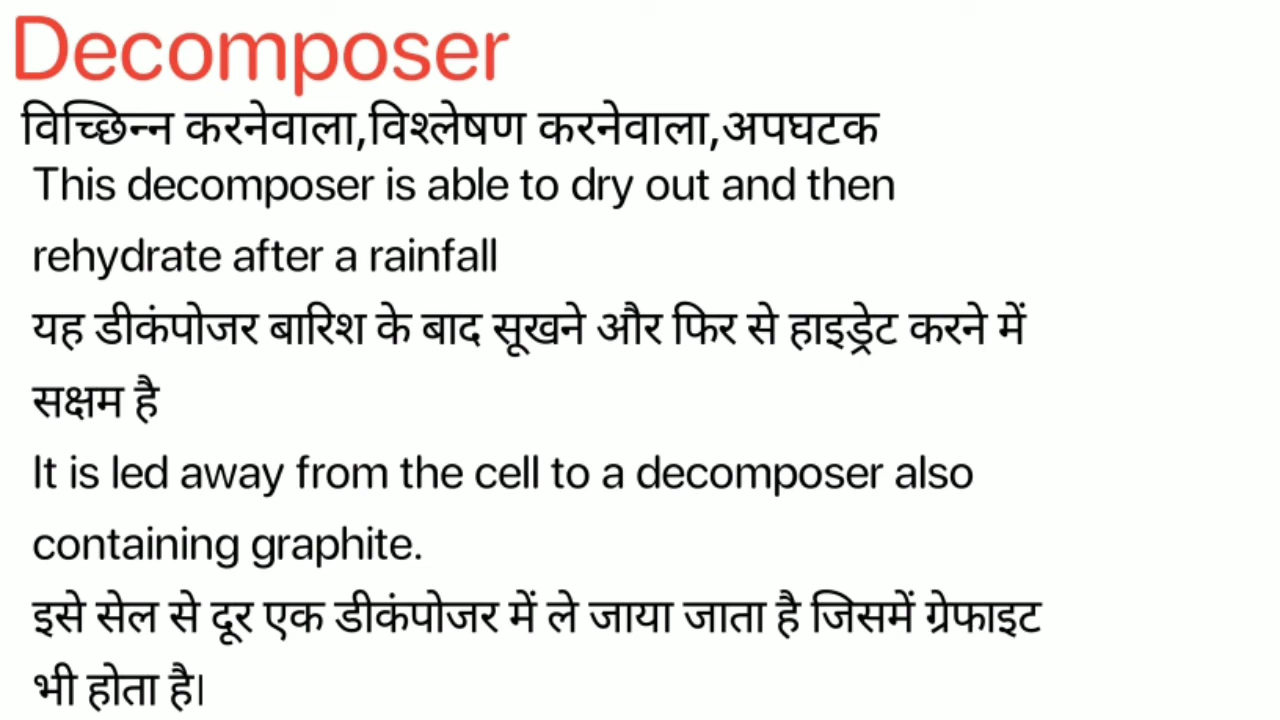 Decomposer
विच्छिन्न करनेवाला,विश्लेषण करनेवाला,अपघटक
This decomposer is able to dry out and then
rehydrate after a rainfall
यह डीकंपोजर बारिश के बाद सूखने और फिर से हाइड्रेट करने में
सक्षम है
It is led away from the cell to a decomposer also
containing graphite.
इसे सेल से दूर एक डीकंपोजर में ले जाया जाता है जिसमें ग्रेफाइट
भी होता है।